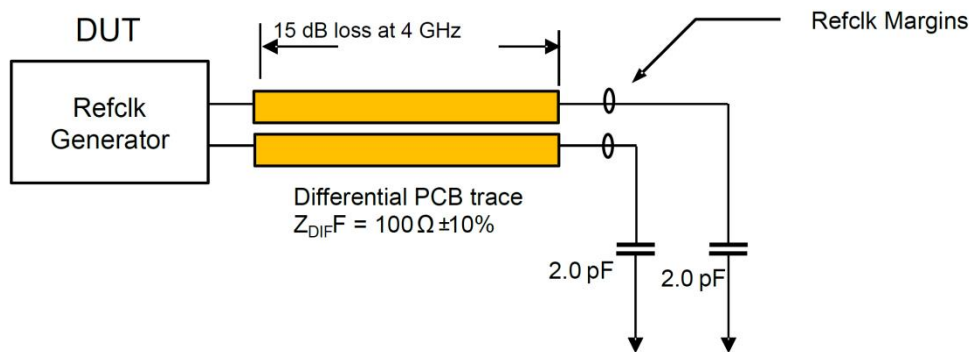 DUT
15 dB loss at 4 GHz
Refclk Margins
Refclk
Generator
Differential PCB trace
Z_DIFF = 100 Ω ±10%
2.0 pF
2.0 pF